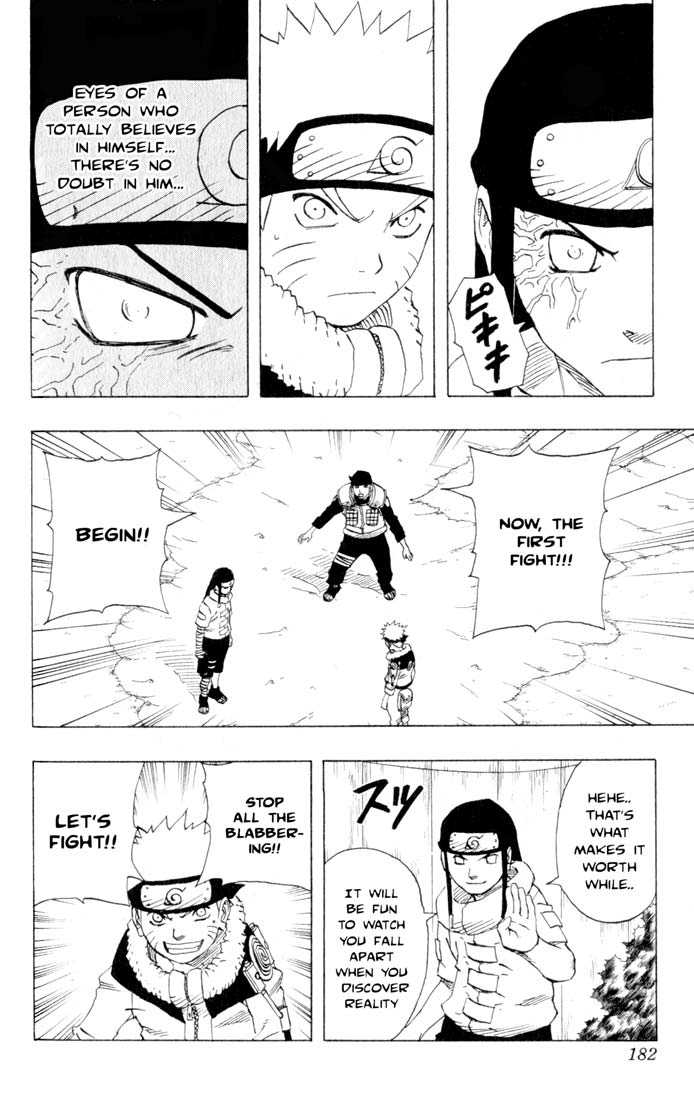 ピキキ
EYES OF A
PERSON WHO
TOTALLY BELIEVES
IN HIMSELF...
THERE'S NO
DOUBT IN HIM...
NOW, THE
FIRST
FIGHT!!!
BEGIN!!
HEHE..
THAT'S
WHAT
MAKES IT
WORTH
WHILE..
スッ
IT WILL
BE FUN
TO WATCH
YOU FALL
APART
WHEN YOU
DISCOVER
REALITY
STOP
ALL THE
BLABBER-
ING!!
LET'S
FIGHT!!
182